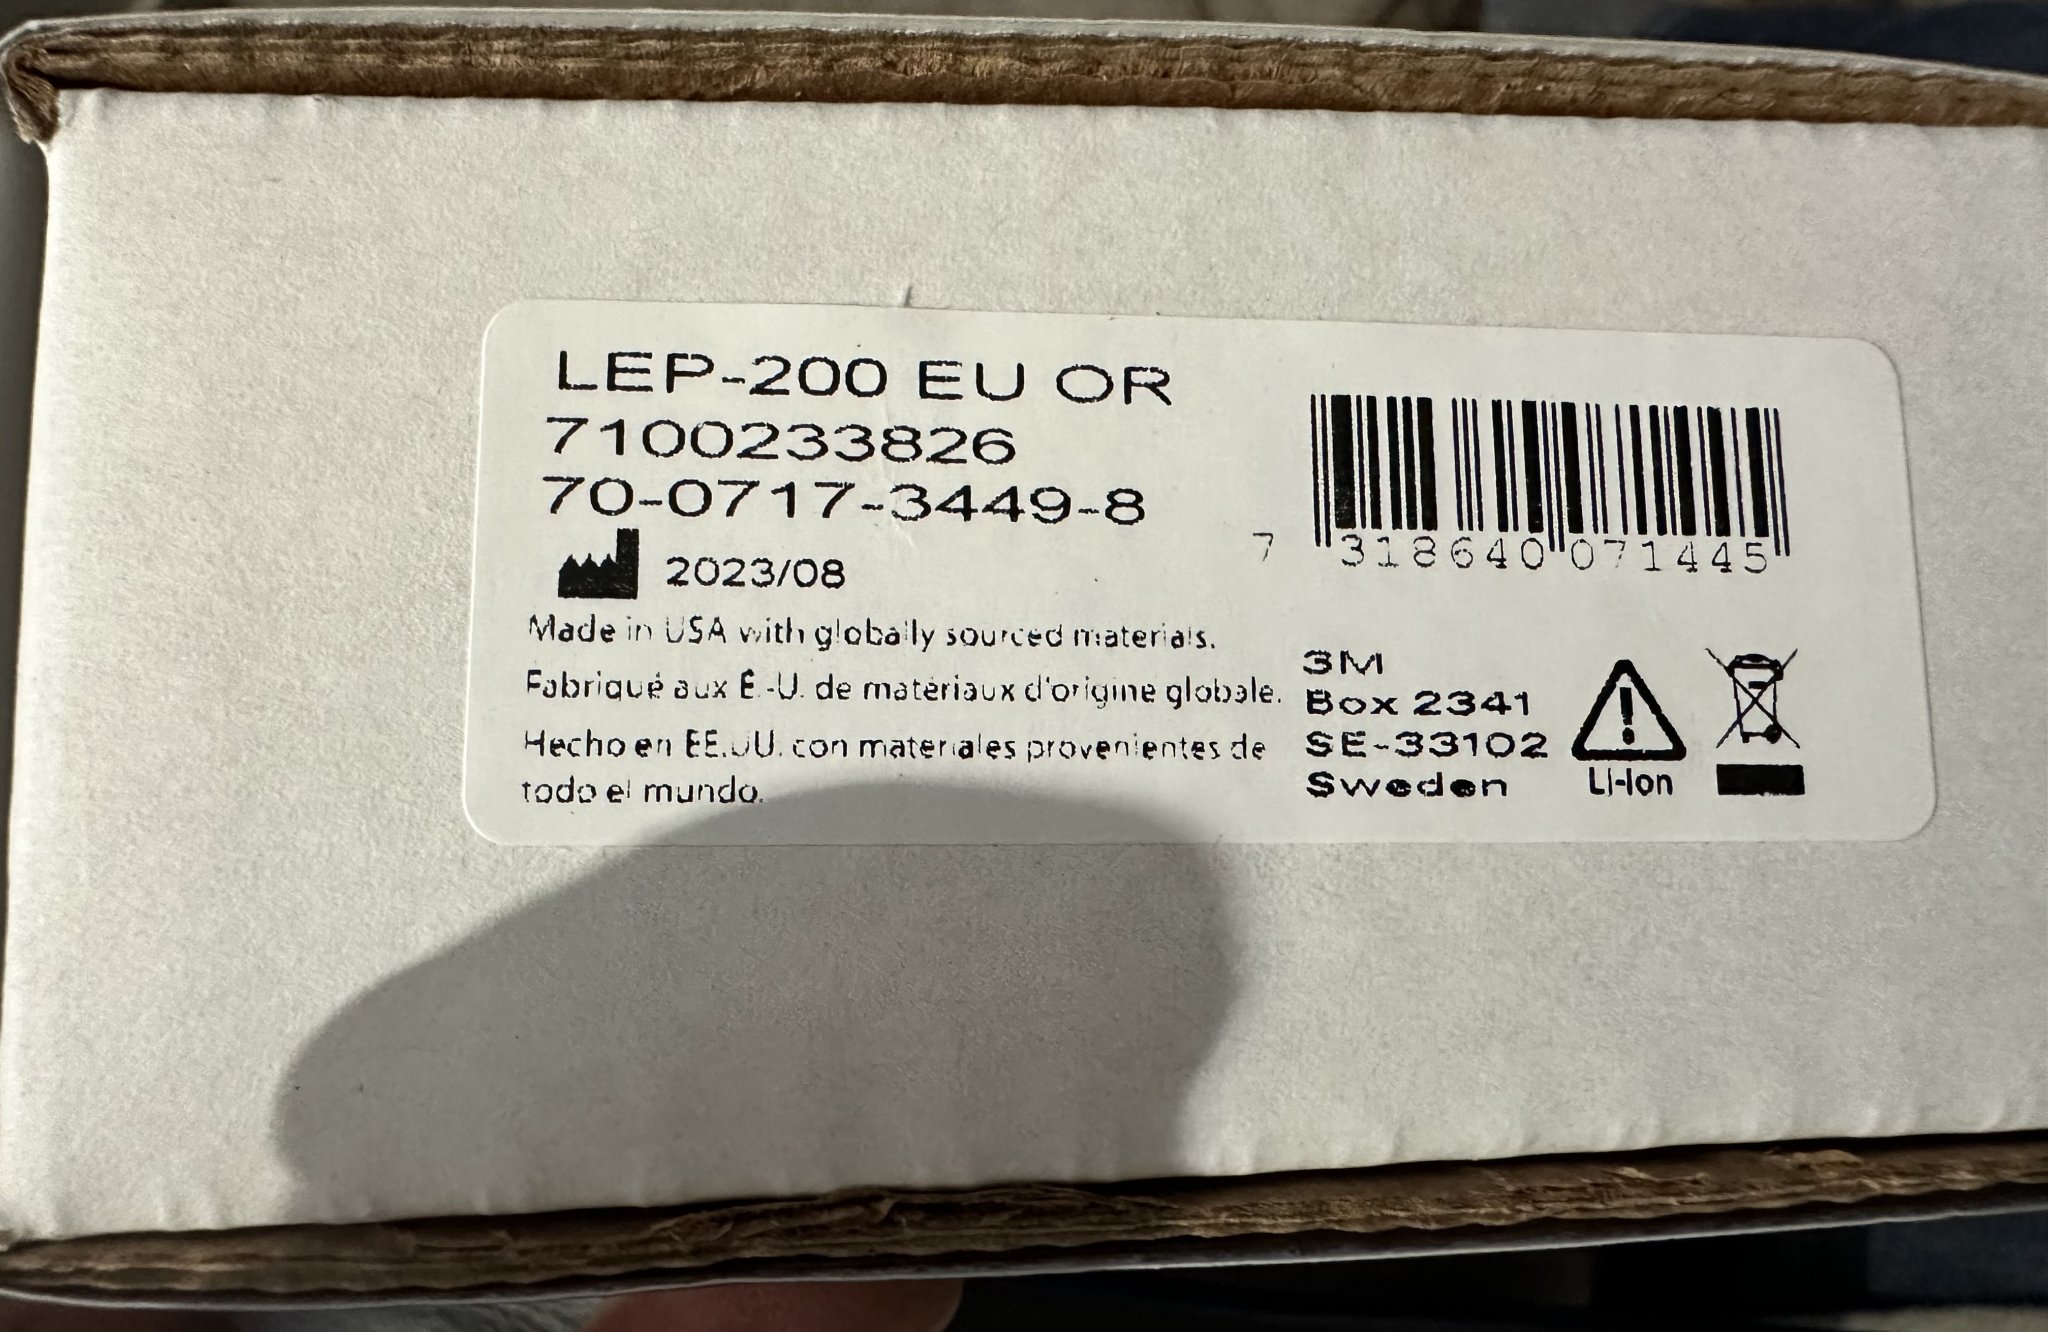 LEP-200 EU OR
7100233826
70-0717-3449-8
2023/08
Made in USA with globally sourced materials.
Fabriqué aux É.-U. de matériaux d'origine globale.
Hecho en EE.UU. con materiales provenientes de
todo el mundo.
7 318640 071445
3M
Box 2341
SE-33102
Sweden
Li-Ion